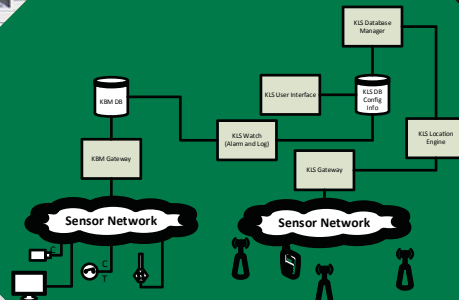 KLS Database
Manager
KBM DB
KLS User Interface
KLS DB
Config
Info
KLS Watch
(Alarm and Log)
KLS Location
Engine
KBM Gateway
KLS Gateway
Sensor Network
Sensor Network
C
C
T